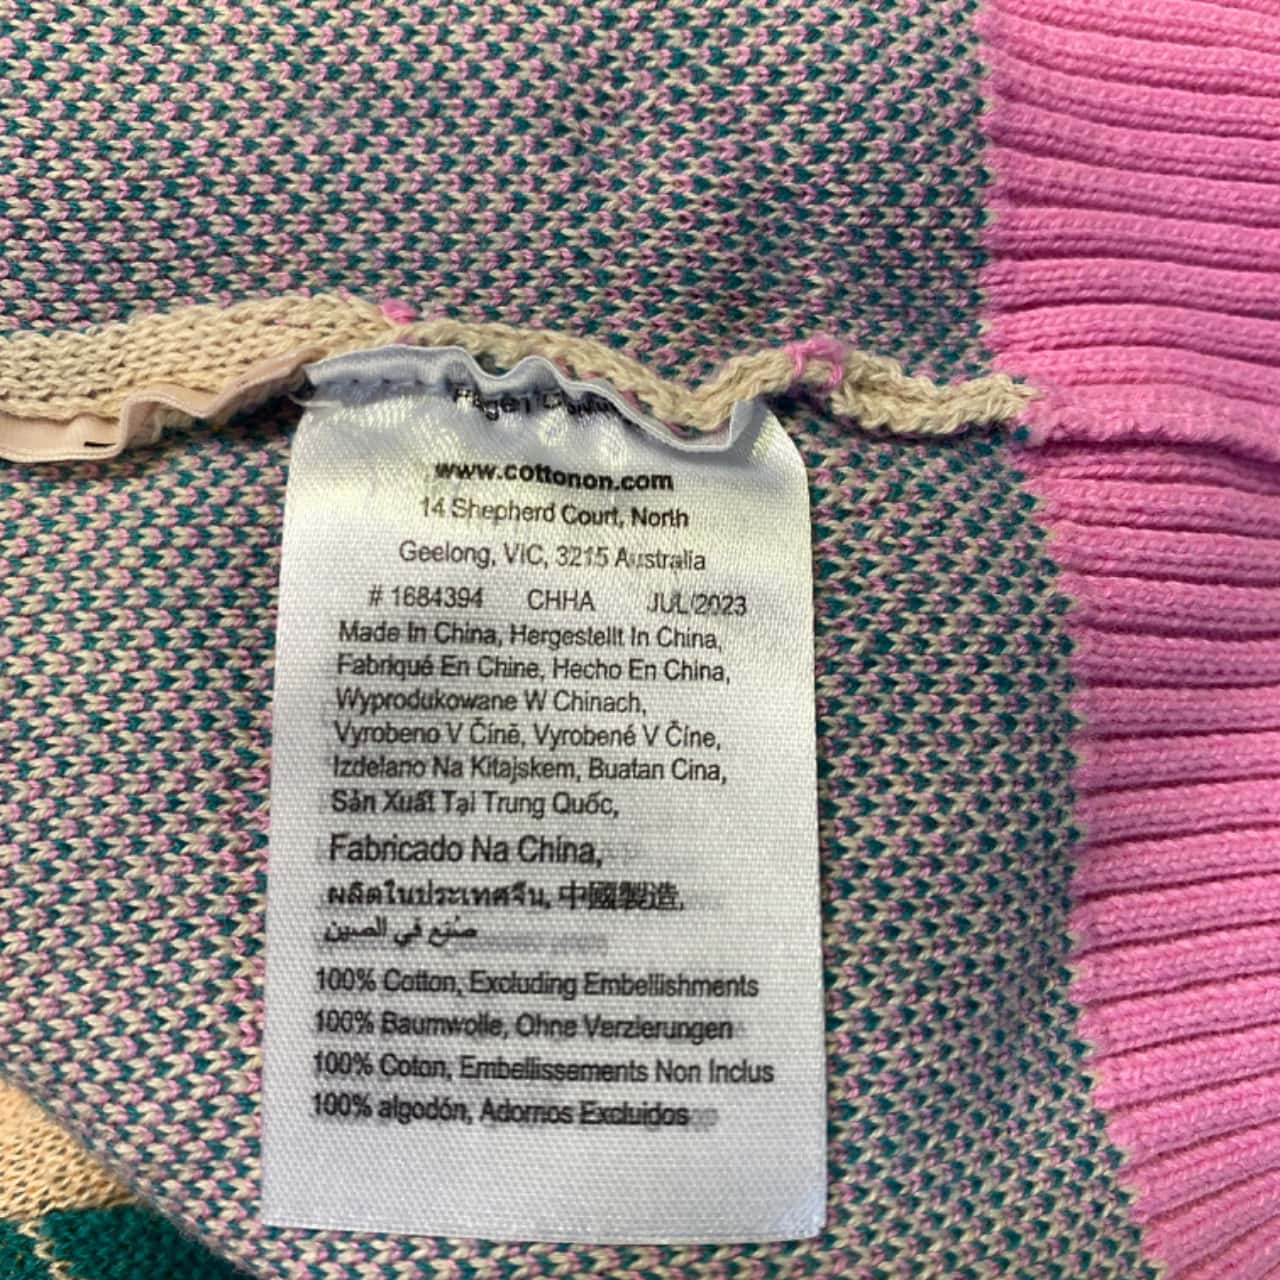 www.cottonon.com
14 Shepherd Court, North
Geelong, VIC, 3215 Australia
# 1684394 CHHA JUL/2023
Made In China, Hergestellt In China,
Fabriqué En Chine, Hecho En China,
Wyprodukowane W Chinach,
Vyrobeno V Číně, Vyrobené V Číne,
Izdelano Na Kitajskem, Buatan Cina,
Sản Xuất Tại Trung Quốc,
Fabricado Na China,
ผลิตในประเทศจีน, 中國製造,
صُنِع في الصين
100% Cotton, Excluding Embellishments
100% Baumwolle, Ohne Verzierungen
100% Coton, Embellissements Non Inclus
100% algodón, Adornos Excluidos